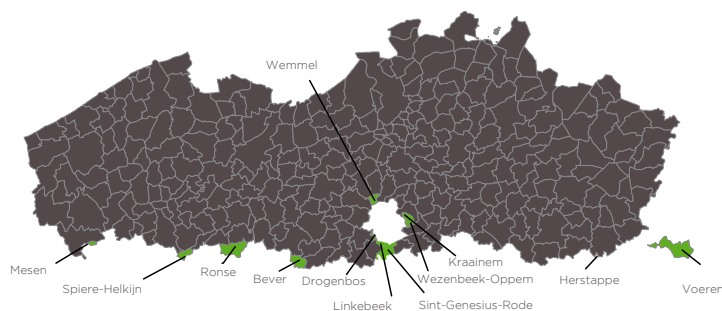 Wemmel
Kraainem
Mesen
Wezenbeek-Oppem
Ronse
Bever
Drogenbos
Herstappe
Spiere-Helkijn
Voeren
Linkebeek
Sint-Genesius-Rode